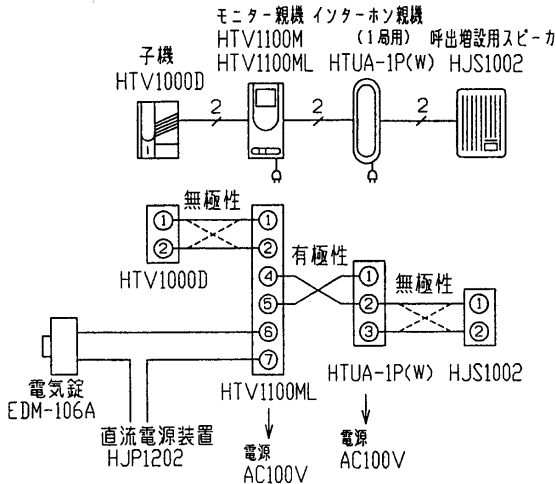 モニター親機 インターホン親機
子機 HTV1100M (1局用) 呼出増設用スピーカ
HTV1000D HTV1100ML HTUA-1P(W) HJS1002
2 2 2
無極性
① ①
② ②
HTV1000D
有極性
④ ①
無極性
⑤ ② ①
⑥ ③ ②
⑦
HTUA-1P(W) HJS1002
電気錠 HTV1100ML
EDM-106A
直流電源装置
HJP1202
電源
AC100V
電源
AC100V